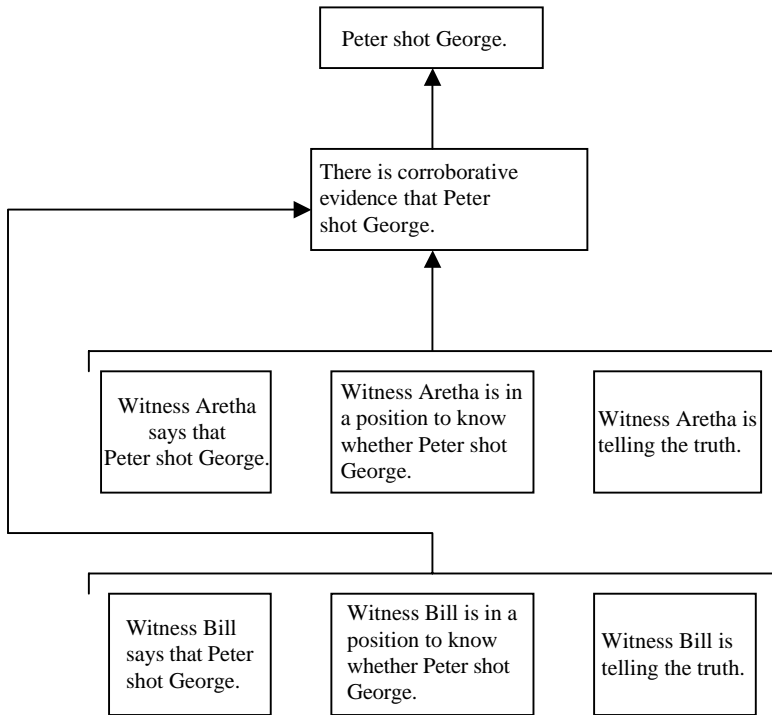 Peter shot George.
There is corroborative
evidence that Peter
shot George.
Witness Aretha
says that
Peter shot George.
Witness Aretha is in
a position to know
whether Peter shot
George.
Witness Aretha is
telling the truth.
Witness Bill
says that Peter
shot George.
Witness Bill is in a
position to know
whether Peter shot
George.
Witness Bill is
telling the truth.